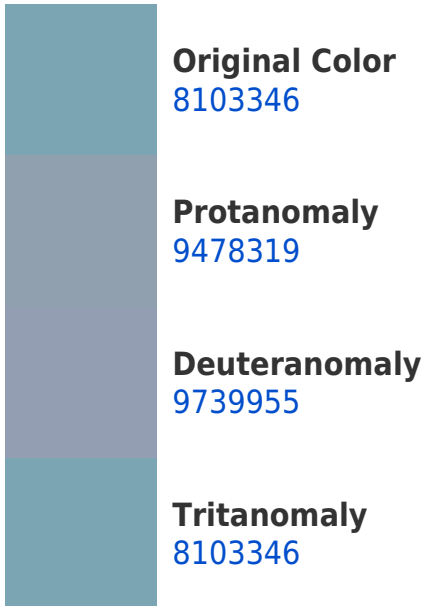 Original Color
8103346
Protanomaly
9478319
Deuteranomaly
9739955
Tritanomaly
8103346